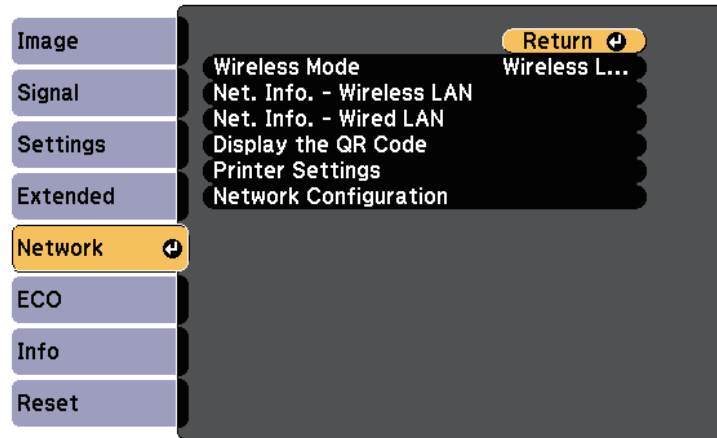 Image
Signal
Settings
Extended
Network
ECO
Info
Reset
Return
Wireless Mode Wireless L...
Net. Info. - Wireless LAN
Net. Info. - Wired LAN
Display the QR Code
Printer Settings
Network Configuration